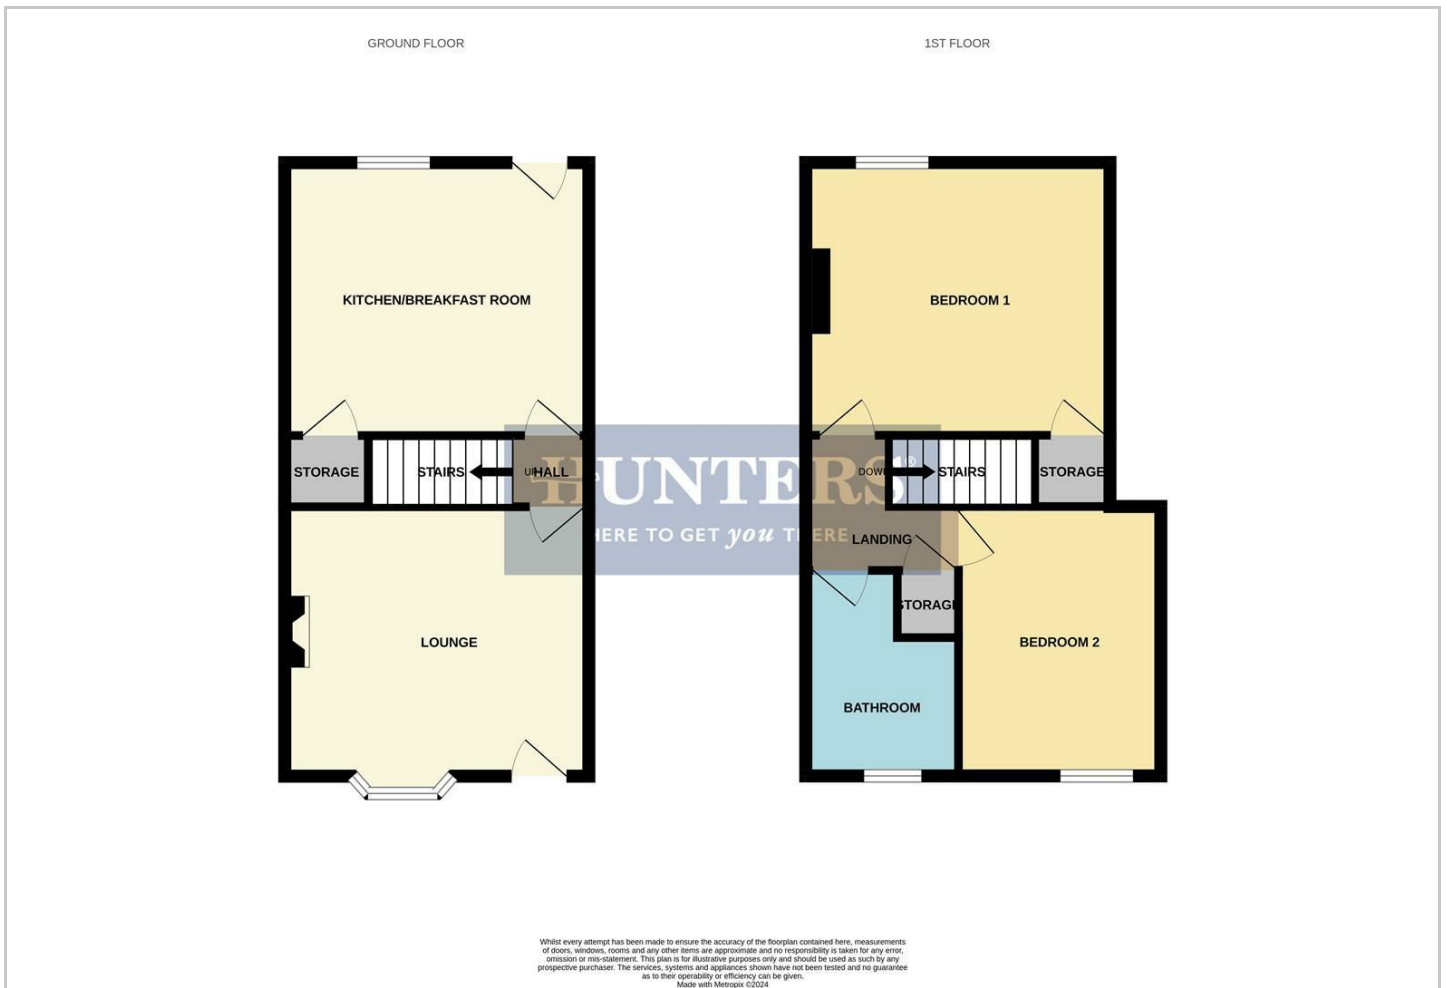 GROUND FLOOR
1ST FLOOR
KITCHEN/BREAKFAST ROOM
BEDROOM 1
STORAGE
STAIRS
UP
HALL
DOWN
STAIRS
STORAGE
HUNTERS®
HERE TO GET you THERE
LANDING
STORAGE
LOUNGE
BEDROOM 2
BATHROOM
Whilst every attempt has been made to ensure the accuracy of the floorplan contained here, measurements
of doors, windows, rooms and any other items are approximate and no responsibility is taken for any error,
omission or mis-statement. This plan is for illustrative purposes only and should be used as such by any
prospective purchaser. The services, systems and appliances shown have not been tested and no guarantee
as to their operability or efficiency can be given.
Made with Metropix ©2024